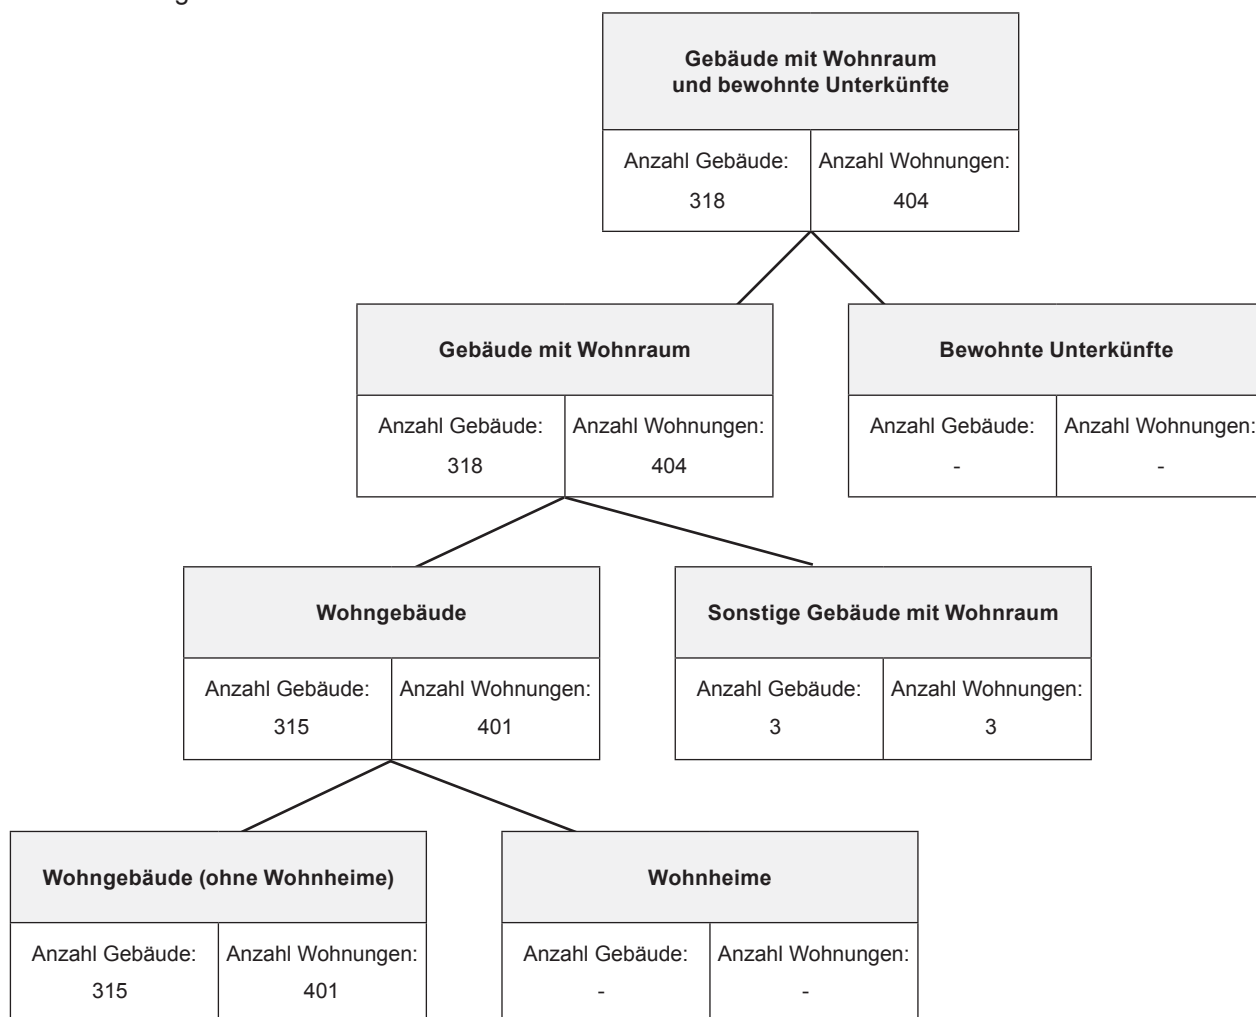 Gebäude mit Wohnraum
und bewohnte Unterkünfte
Anzahl Gebäude:
318
Anzahl Wohnungen:
404
Gebäude mit Wohnraum
Anzahl Gebäude:
318
Anzahl Wohnungen:
404
Bewohnte Unterkünfte
Anzahl Gebäude:
-
Anzahl Wohnungen:
-
Wohngebäude
Anzahl Gebäude:
315
Anzahl Wohnungen:
401
Sonstige Gebäude mit Wohnraum
Anzahl Gebäude:
3
Anzahl Wohnungen:
3
Wohngebäude (ohne Wohnheime)
Anzahl Gebäude:
315
Anzahl Wohnungen:
401
Wohnheime
Anzahl Gebäude:
-
Anzahl Wohnungen:
-